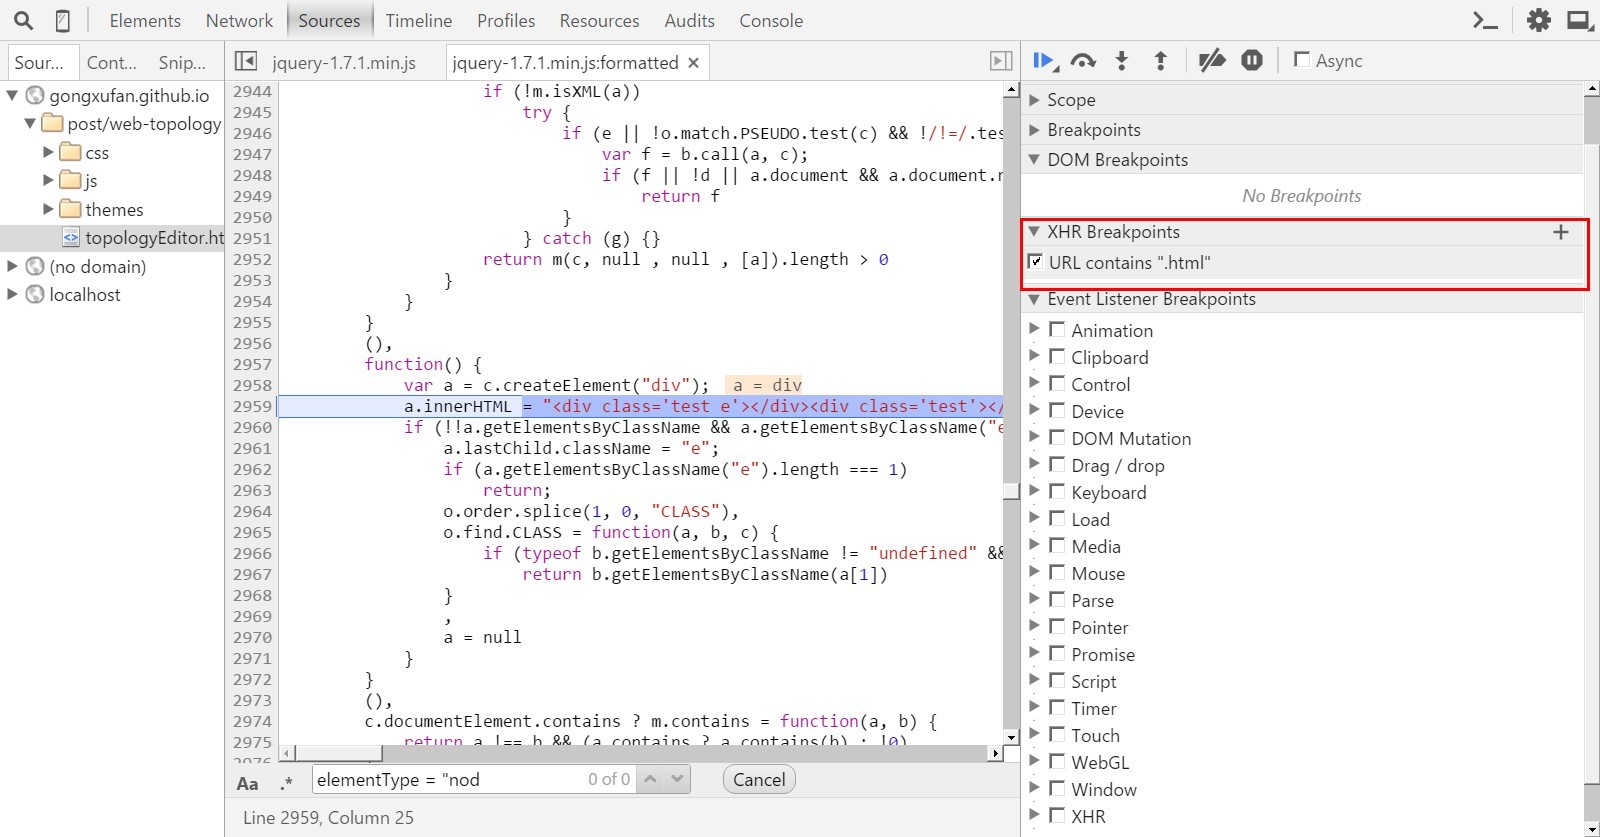 Elements Network Sources Timeline Profiles Resources Audits Console
Sour... Cont... Snip...
gongxufan.github.io
post/web-topology
css
js
themes
topologyEditor.ht
(no domain)
localhost
jquery-1.7.1.min.js jquery-1.7.1.min.js:formatted ×
2944 if (!m.isXML(a))
2945 try {
2946 if (e || !o.match.PSEUDO.test(c) && !/!=/.tes
2947 var f = b.call(a, c);
2948 if (f || !d || a.document && a.document.n
2949 return f
2950 }
2951 } catch (g) {}
2952 return m(c, null , null , [a]).length > 0
2953 }
2954 }
2955 }
2956 (),
2957 function() {
2958 var a = c.createElement("div"); a = div
2959 a.innerHTML = "<div class='test e'></div><div class='test'></
2960 if (!!a.getElementsByClassName && a.getElementsByClassName("e
2961 a.lastChild.className = "e";
2962 if (a.getElementsByClassName("e").length === 1)
2963 return;
2964 o.order.splice(1, 0, "CLASS"),
2965 o.find.CLASS = function(a, b, c) {
2966 if (typeof b.getElementsByClassName != "undefined" &&
2967 return b.getElementsByClassName(a[1])
2968 }
2969 ,
2970 a = null
2971 }
2972 }
2973 (),
2974 c.documentElement.contains ? m.contains = function(a, b) {
2975 return a !== b && (a.contains ? a.contains(b) : !0)
2976
Aa .* elementType = "nod 0 of 0 Cancel
Line 2959, Column 25
Async
Scope
Breakpoints
DOM Breakpoints
No Breakpoints
XHR Breakpoints +
URL contains ".html"
Event Listener Breakpoints
Animation
Clipboard
Control
Device
DOM Mutation
Drag / drop
Keyboard
Load
Media
Mouse
Parse
Pointer
Promise
Script
Timer
Touch
WebGL
Window
XHR